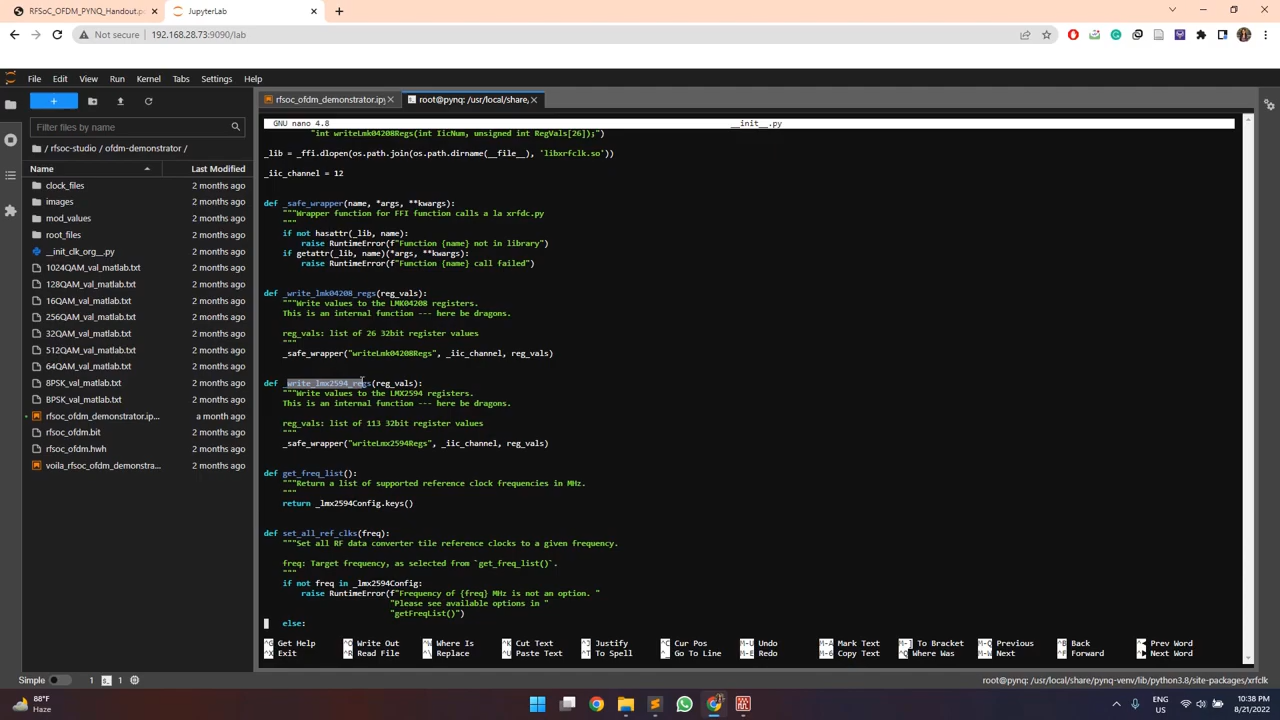 RFSoC_OFDM_PYNQ_Handout.p
JupyterLab
Not secure
192.168.28.73:9090/lab
File Edit View Run Kernel Tabs Settings Help
rfsoc_ofdm_demonstrator.ipy
root@pynq: /usr/local/share,
Filter files by name
/ rfsoc-studio / ofdm-demonstrator /
Name
Last Modified
clock_files 2 months ago
images 2 months ago
mod_values 2 months ago
root_files 2 months ago
__init_clk_org__.py 2 months ago
1024QAM_val_matlab.txt 2 months ago
128QAM_val_matlab.txt 2 months ago
16QAM_val_matlab.txt 2 months ago
256QAM_val_matlab.txt 2 months ago
32QAM_val_matlab.txt 2 months ago
512QAM_val_matlab.txt 2 months ago
64QAM_val_matlab.txt 2 months ago
8PSK_val_matlab.txt 2 months ago
BPSK_val_matlab.txt 2 months ago
rfsoc_ofdm_demonstrator.ip... a month ago
rfsoc_ofdm.bit 2 months ago
rfsoc_ofdm.hwh 2 months ago
voila_rfsoc_ofdm_demonstra... 2 months ago
GNU nano 4.8 __init__.py
"int writeLmk04208Regs(int IicNum, unsigned int RegVals[26]);")
_lib = _ffi.dlopen(os.path.join(os.path.dirname(__file__), 'libxrfclk.so'))
_iic_channel = 12
def _safe_wrapper(name, *args, **kwargs):
"""Wrapper function for FFI function calls a la xrfdc.py
"""
if not hasattr(_lib, name):
raise RuntimeError(f"Function {name} not in library")
if getattr(_lib, name)(*args, **kwargs):
raise RuntimeError(f"Function {name} call failed")
def _write_lmk04208_regs(reg_vals):
"""Write values to the LMK04208 registers.
This is an internal function --- here be dragons.
reg_vals: list of 26 32bit register values
"""
_safe_wrapper("writeLmk04208Regs", _iic_channel, reg_vals)
def _write_lmx2594_regs(reg_vals):
"""Write values to the LMX2594 registers.
This is an internal function --- here be dragons.
reg_vals: list of 113 32bit register values
"""
_safe_wrapper("writeLmx2594Regs", _iic_channel, reg_vals)
def get_freq_list():
"""Return a list of supported reference clock frequencies in MHz.
"""
return _lmx2594Config.keys()
def set_all_ref_clks(freq):
"""Set all RF data converter tile reference clocks to a given frequency.
freq: Target frequency, as selected from `get_freq_list()`.
"""
if not freq in _lmx2594Config:
raise RuntimeError(f"Frequency of {freq} MHz is not an option. "
"Please see available options in "
"getFreqList()")
else:
^G Get Help ^O Write Out ^W Where Is ^K Cut Text ^J Justify ^C Cur Pos M-U Undo M-A Mark Text M-] To Bracket M-Q Previous ^B Back ^◀ Prev Word
^X Exit ^R Read File ^\ Replace ^U Paste Text ^T To Spell ^_ Go To Line M-E Redo M-6 Copy Text ^Q Where Was M-W Next ^F Forward ^▶ Next Word
Simple 1 6 1
root@pynq: /usr/local/share/pynq-venv/lib/python3.8/site-packages/xrfclk
88°F
Haze
ENG
US
10:38 PM
8/21/2022